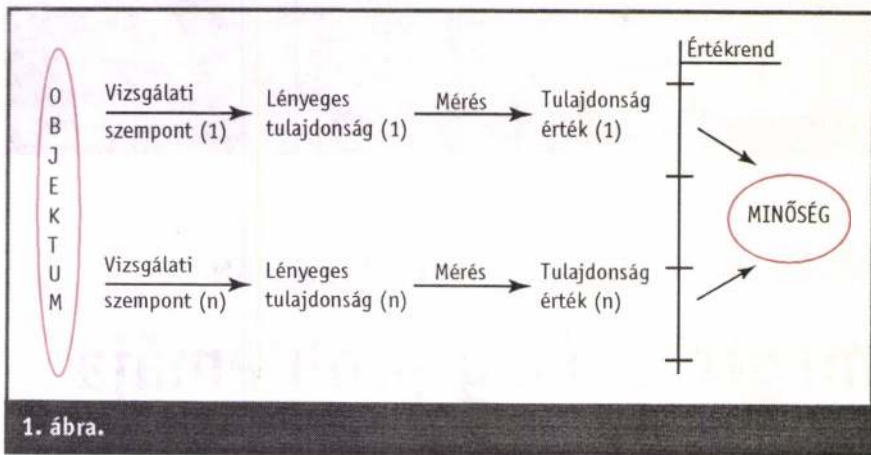 Értékrend
OBJEKTUM
Vizsgálati
szempont (1)
Lényeges
tulajdonság (1)
Mérés
Tulajdonság
érték (1)
MINŐSÉG
Vizsgálati
szempont (n)
Lényeges
tulajdonság (n)
Mérés
Tulajdonság
érték (n)
1. ábra.